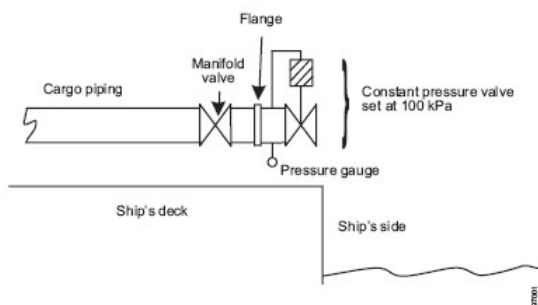 Flange
Manifold
valve
Cargo piping
Constant pressure valve
set at 100 kPa
Pressure gauge
Ship's deck
Ship's side